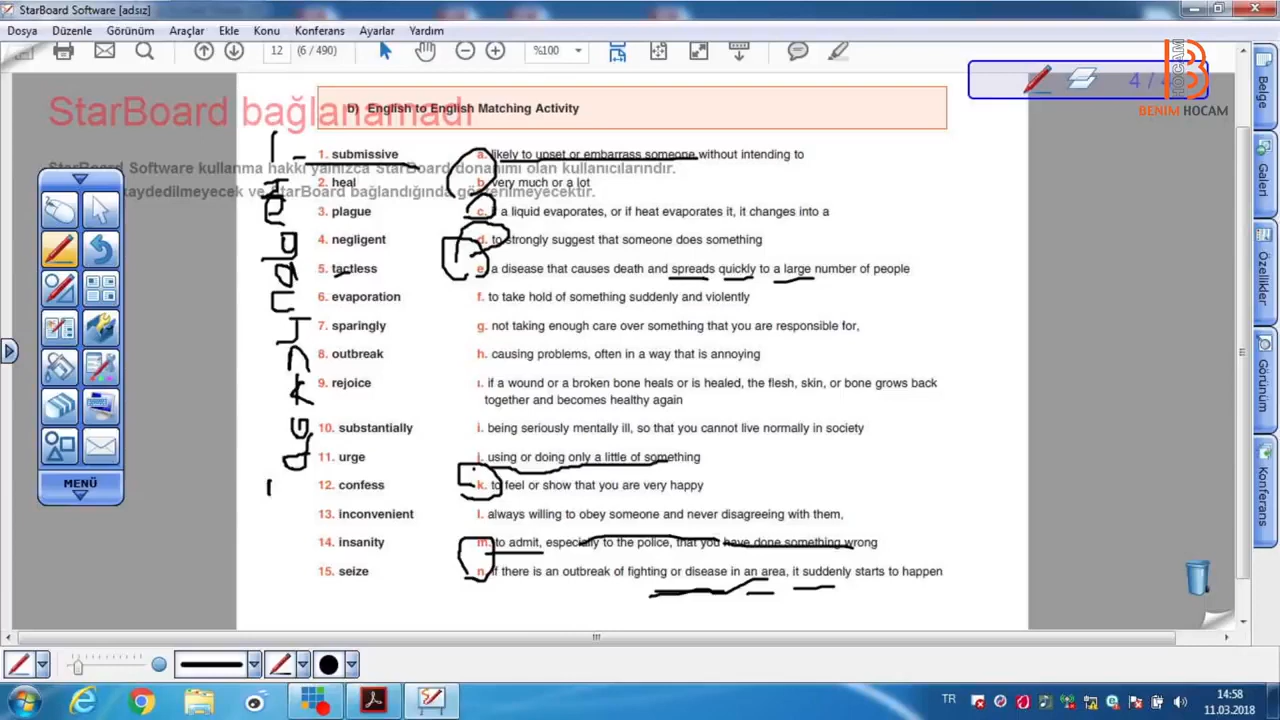 StarBoard Software [adsız]
Dosya Düzenle Görünüm Araçlar Ekle Konu Konferans Ayarlar Yardım
12 (6 / 490) %100
4 /
B
HOCAM
BENIM HOCAM
b) English to English Matching Activity
StarBoard bağlanamadı
StarBoard Software kullanma hakkı yalnızca StarBoard donanımı olan kullanıcılarındır.
kaydedilmeyecek ve StarBoard bağlandığında gösterilmeyecektir.
1. submissive
2. heal
3. plague
4. negligent
5. tactless
6. evaporation
7. sparingly
8. outbreak
9. rejoice
10. substantially
11. urge
12. confess
13. inconvenient
14. insanity
15. seize
a. likely to upset or embarrass someone without intending to
b. very much or a lot
c. if a liquid evaporates, or if heat evaporates it, it changes into a
d. to strongly suggest that someone does something
e. a disease that causes death and spreads quickly to a large number of people
f. to take hold of something suddenly and violently
g. not taking enough care over something that you are responsible for,
h. causing problems, often in a way that is annoying
ı. if a wound or a broken bone heals or is healed, the flesh, skin, or bone grows back
together and becomes healthy again
i. being seriously mentally ill, so that you cannot live normally in society
j. using or doing only a little of something
k. to feel or show that you are very happy
l. always willing to obey someone and never disagreeing with them,
m. to admit, especially to the police, that you have done something wrong
n. if there is an outbreak of fighting or disease in an area, it suddenly starts to happen
MENÜ
Belge
Galeri
Özellikler
Görünüm
Konferans
TR
14:58
11.03.2018